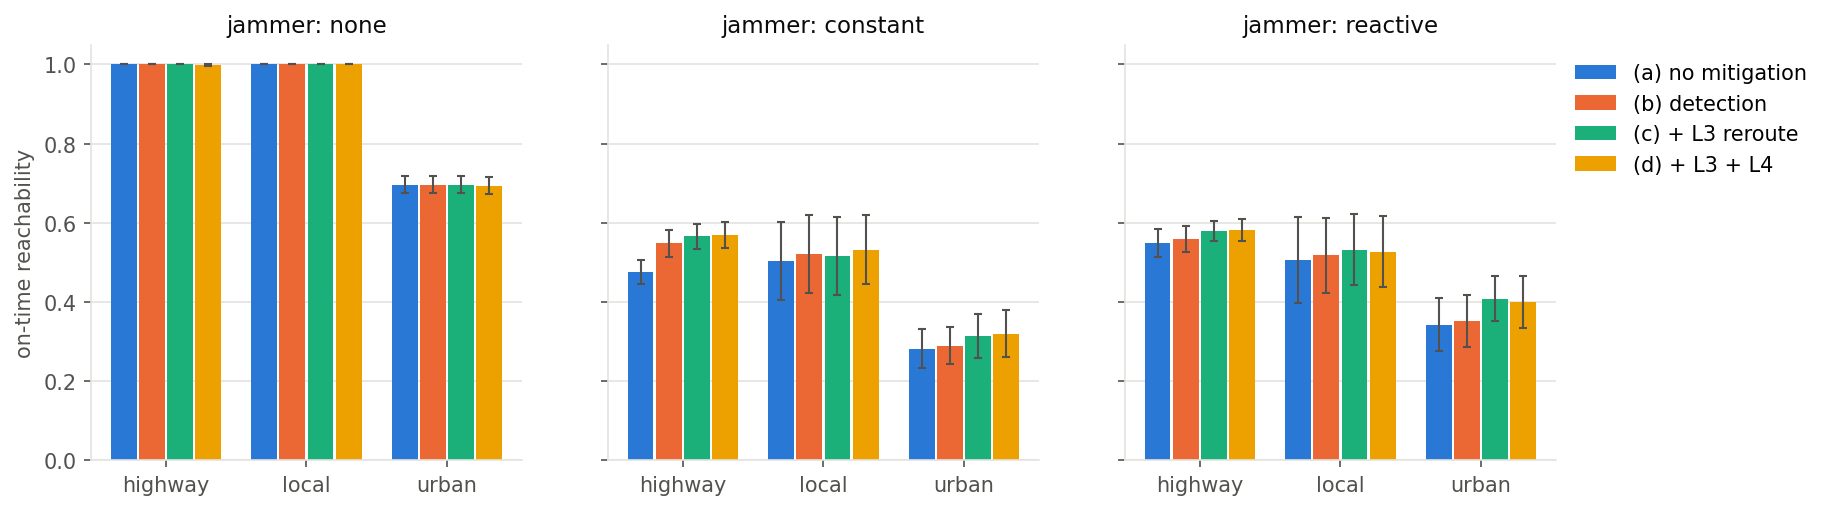 jammer: none
jammer: constant
jammer: reactive
on-time reachability
1.0
0.8
0.6
0.4
0.2
0.0
highway
local
urban
highway
local
urban
highway
local
urban
(a) no mitigation
(b) detection
(c) + L3 reroute
(d) + L3 + L4